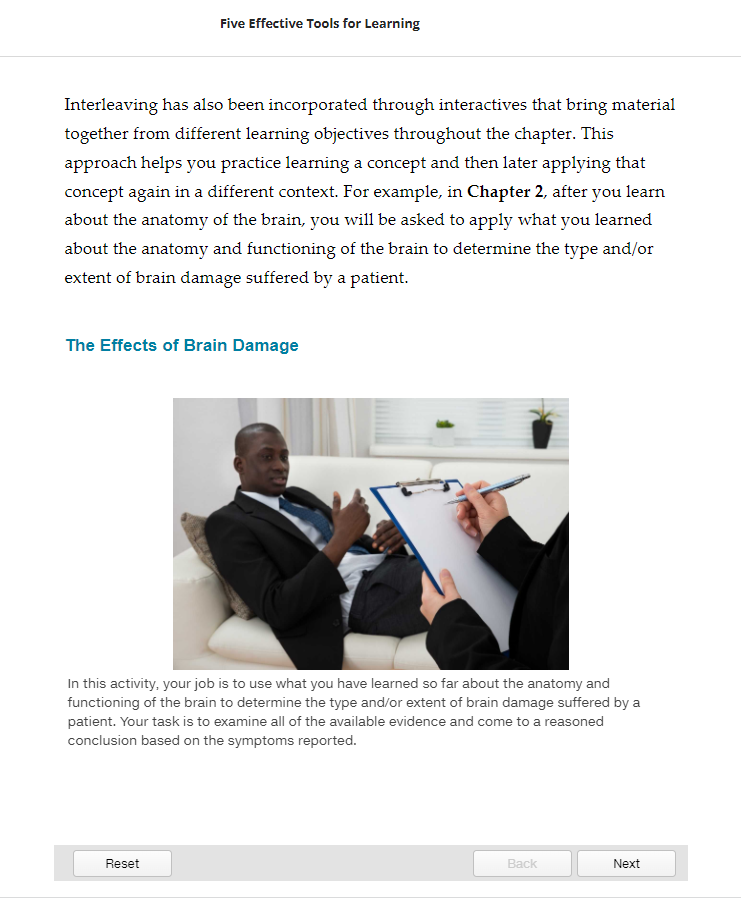 Five Effective Tools for Learning
Interleaving has also been incorporated through interactives that bring material
together from different learning objectives throughout the chapter. This
approach helps you practice learning a concept and then later applying that
concept again in a different context. For example, in Chapter 2, after you learn
about the anatomy of the brain, you will be asked to apply what you learned
about the anatomy and functioning of the brain to determine the type and/or
extent of brain damage suffered by a patient.
The Effects of Brain Damage
In this activity, your job is to use what you have learned so far about the anatomy and
functioning of the brain to determine the type and/or extent of brain damage suffered by a
patient. Your task is to examine all of the available evidence and come to a reasoned
conclusion based on the symptoms reported.
Reset
Back
Next